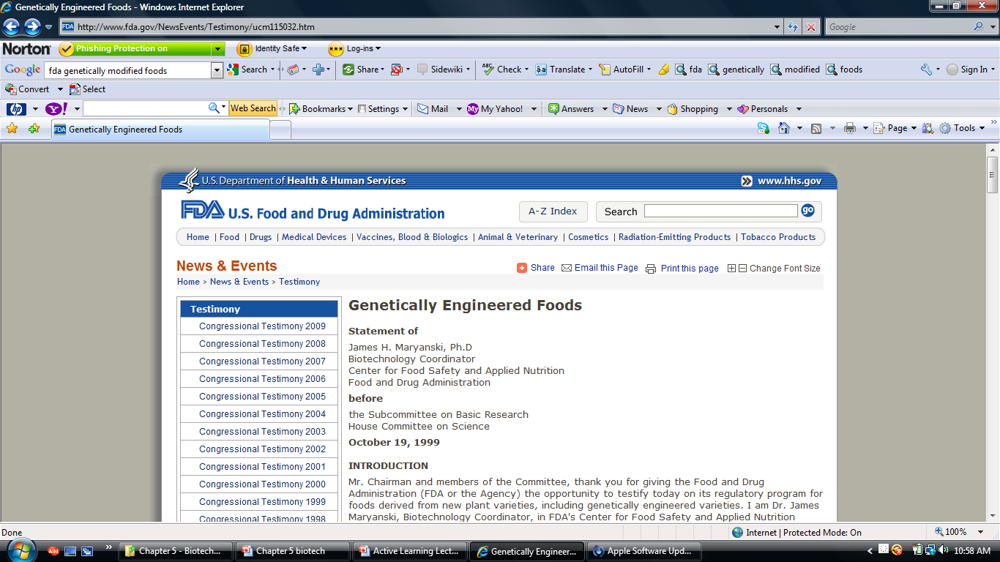 Genetically Engineered Foods - Windows Internet Explorer
FDA http://www.fda.gov/NewsEvents/Testimony/ucm115032.htm Google
Norton Phishing Protection on Identity Safe Log-ins
Google fda genetically modified foods Search Share Sidewiki ABC Check aあ Translate AutoFill fda genetically modified foods Sign In
Convert Select
hp Y! Web Search Bookmarks Settings Mail My My Yahoo! Answers News Shopping Personals
FDA Genetically Engineered Foods Page Tools
U.S. Department of Health & Human Services www.hhs.gov
FDA U.S. Food and Drug Administration A-Z Index Search go
Home | Food | Drugs | Medical Devices | Vaccines, Blood & Biologics | Animal & Veterinary | Cosmetics | Radiation-Emitting Products | Tobacco Products
News & Events Share Email this Page Print this page Change Font Size
Home > News & Events > Testimony
Testimony
Congressional Testimony 2009
Congressional Testimony 2008
Congressional Testimony 2007
Congressional Testimony 2006
Congressional Testimony 2005
Congressional Testimony 2004
Congressional Testimony 2003
Congressional Testimony 2002
Congressional Testimony 2001
Congressional Testimony 2000
Congressional Testimony 1999
Congressional Testimony 1998
Genetically Engineered Foods
Statement of
James H. Maryanski, Ph.D
Biotechnology Coordinator
Center for Food Safety and Applied Nutrition
Food and Drug Administration
before
the Subcommittee on Basic Research
House Committee on Science
October 19, 1999
INTRODUCTION
Mr. Chairman and members of the Committee, thank you for giving the Food and Drug
Administration (FDA or the Agency) the opportunity to testify today on its regulatory program for
foods derived from new plant varieties, including genetically engineered varieties. I am Dr. James
Maryanski, Biotechnology Coordinator, in FDA's Center for Food Safety and Applied Nutrition
Done Internet | Protected Mode: On 100%
AIM Chapter 5 - Biotech... Chapter 5 biotech Active Learning Lect... Genetically Engineer... Apple Software Upd... 10:58 AM